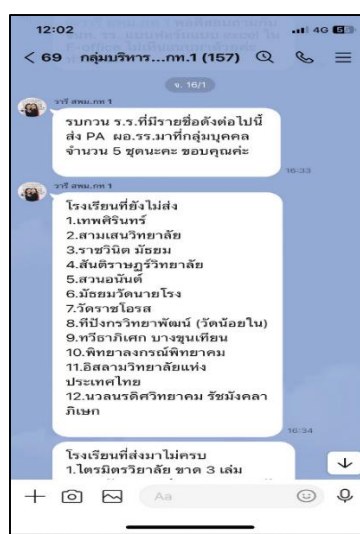 12:02
4G
69 กลุ่มบริหาร...กท.1 (157)
จ. 16/1
วารี สพม.กท 1
รบกวน ร.ร.ที่มีรายชื่อดังต่อไปนี้
ส่ง PA ผอ.รร.มาที่กลุ่มบุคคล
จำนวน 5 ชุดนะคะ ขอบคุณค่ะ
16:33
วารี สพม.กท 1
โรงเรียนที่ยังไม่ส่ง
1.เทพศิรินทร์
2.สามเสนวิทยาลัย
3.ราชวินิต มัธยม
4.สันติราษฎร์วิทยาลัย
5.สวนอนันต์
6.มัธยมวัดนายโรง
7.วัดราชโอรส
8.ทีปังกรวิทยาพัฒน์ (วัดน้อยใน)
9.ทวีธาภิเศก บางขุนเทียน
10.พิทยาลงกรณ์พิทยาคม
11.อิสลามวิทยาลัยแห่ง
ประเทศไทย
12.นวลนรดิศวิทยาคม รัชมังคลา
ภิเษก
16:34
โรงเรียนที่ส่งมาไม่ครบ
1.ไตรมิตรวิยาลัย ขาด 3 เล่ม
Aa